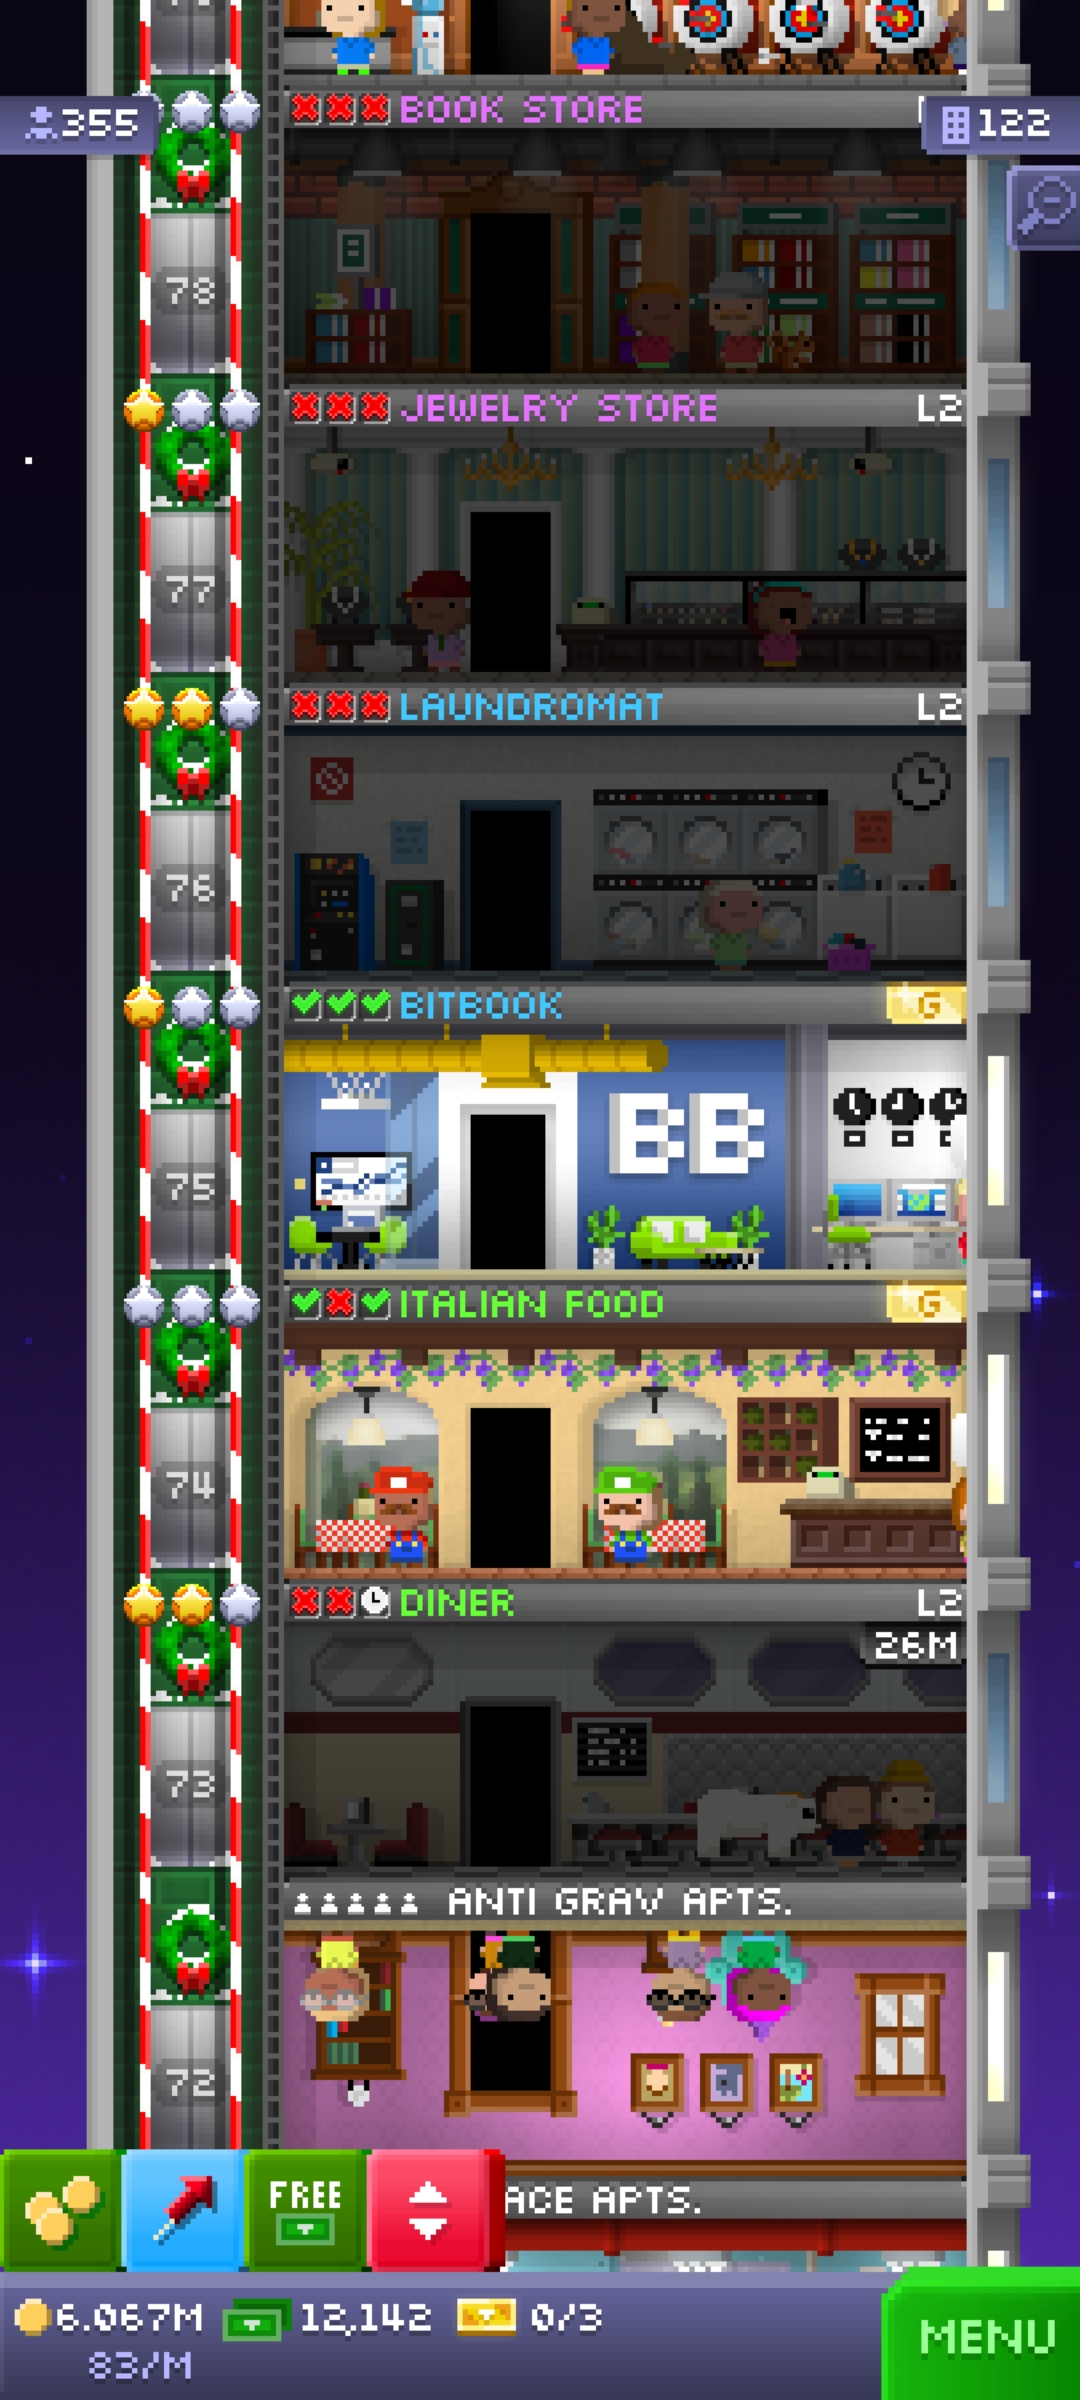 355
BOOK STORE
122
78
JEWELRY STORE
L2
77
LAUNDROMAT
L2
76
BITBOOK
G
BB
75
ITALIAN FOOD
G
74
DINER
L2
26M
73
ANTI GRAV APTS.
72
FREE
ACE APTS.
6.067M
12,142
0/3
83/M
MENU